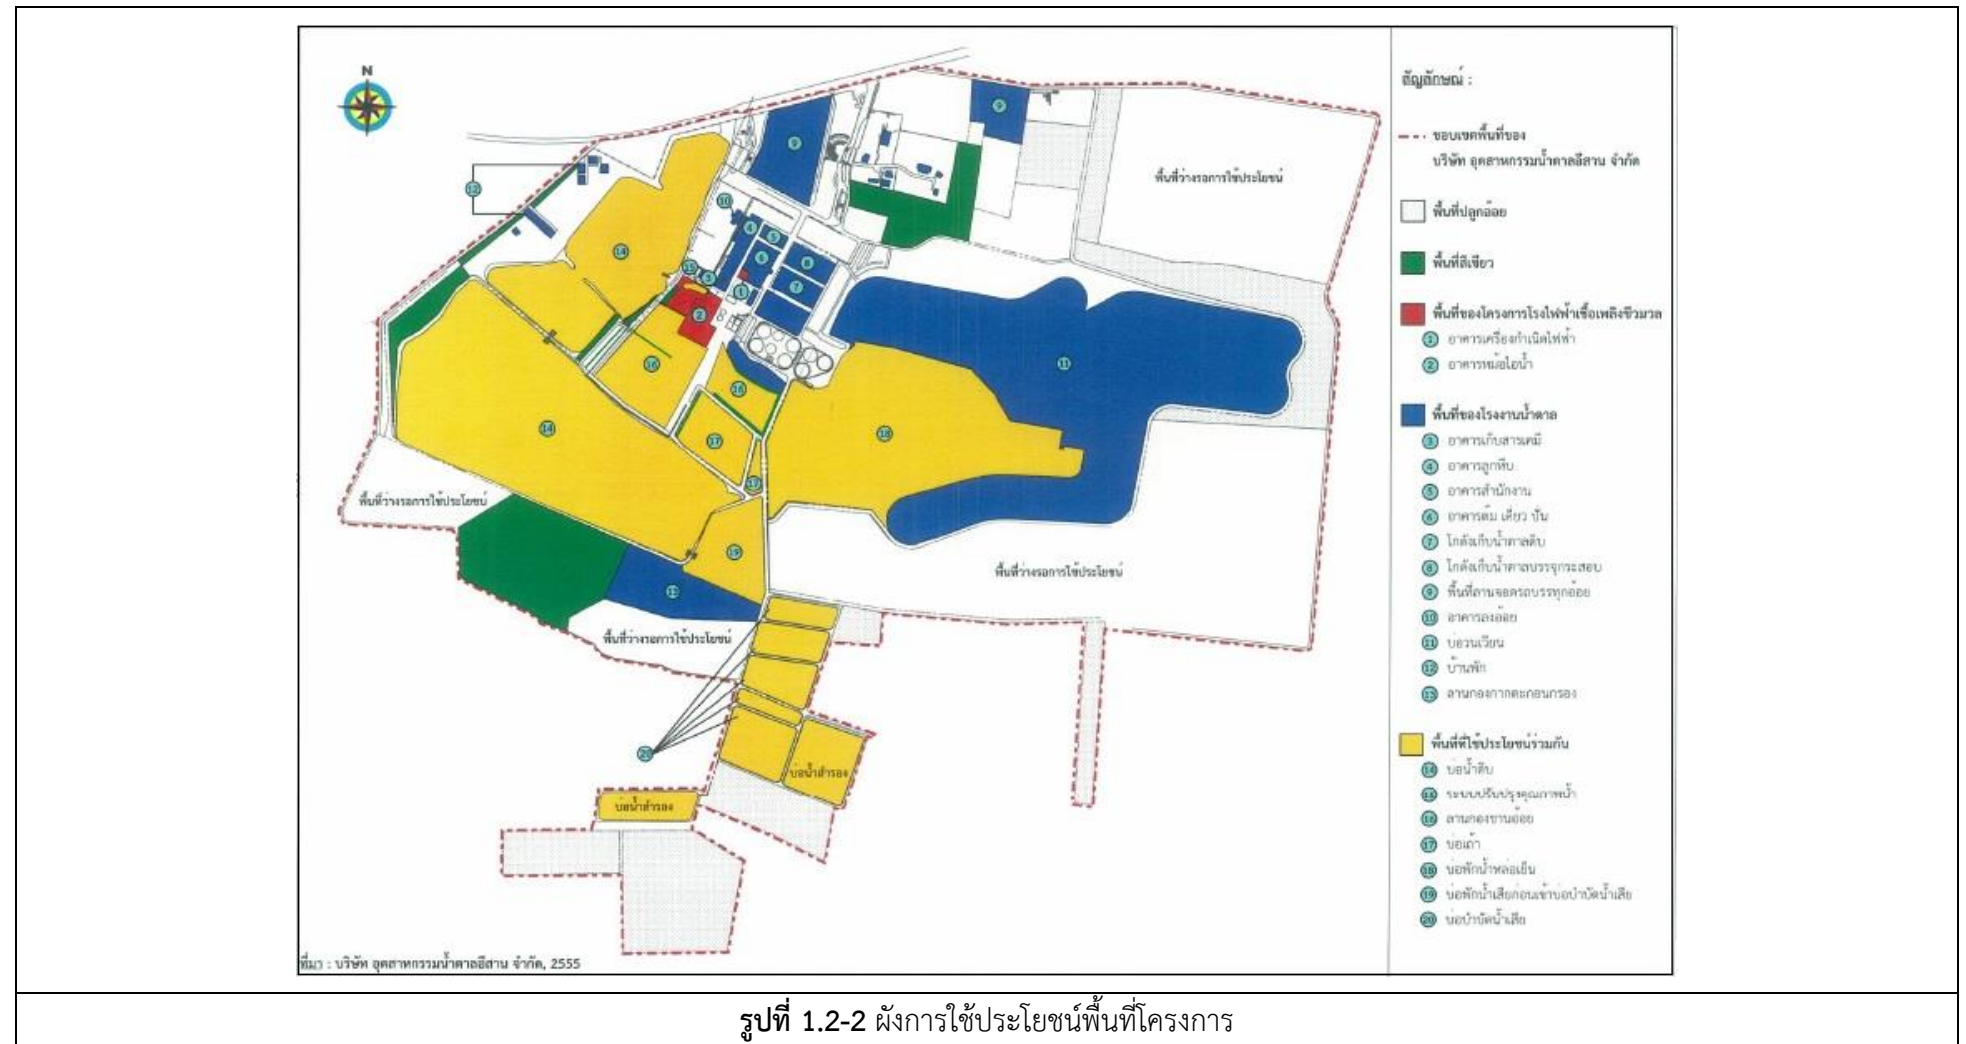 N
พื้นที่ว่างรอการใช้ประโยชน์
9
9
12
10
4
5
14
6
8
15
3
7
1
2
11
16
16
14
17
18
พื้นที่ว่างรอการใช้ประโยชน์
17
19
พื้นที่ว่างรอการใช้ประโยชน์
13
พื้นที่ว่างรอการใช้ประโยชน์
20
บ่อน้ำสำรอง
บ่อน้ำสำรอง
ที่มา : บริษัท อุตสาหกรรมน้ำตาลอีสาน จำกัด, 2555
สัญลักษณ์ :
ขอบเขตพื้นที่ของ
บริษัท อุตสาหกรรมน้ำตาลอีสาน จำกัด
พื้นที่ปลูกอ้อย
พื้นที่สีเขียว
พื้นที่ของโครงการโรงไฟฟ้าเชื้อเพลิงชีวมวล
1 อาคารเครื่องกำเนิดไฟฟ้า
2 อาคารหม้อไอน้ำ
พื้นที่ของโรงงานน้ำตาล
3 อาคารเก็บสารเคมี
4 อาคารลูกหีบ
5 อาคารสำนักงาน
6 อาคารต้ม เคี่ยว ปั่น
7 โกดังเก็บน้ำตาลดิบ
8 โกดังเก็บน้ำตาลบรรจุกระสอบ
9 พื้นที่ลานจอดรถบรรทุกอ้อย
10 อาคารลงอ้อย
11 บ่อวนเวียน
12 บ้านพัก
13 ลานกองกากตะกอนกรอง
พื้นที่ที่ใช้ประโยชน์ร่วมกัน
14 บ่อน้ำดิบ
15 ระบบปรับปรุงคุณภาพน้ำ
16 ลานกองชานอ้อย
17 บ่อเถ้า
18 บ่อพักน้ำหล่อเย็น
19 บ่อพักน้ำเสียก่อนเข้าบ่อบำบัดน้ำเสีย
20 บ่อบำบัดน้ำเสีย
รูปที่ 1.2-2 ผังการใช้ประโยชน์พื้นที่โครงการ